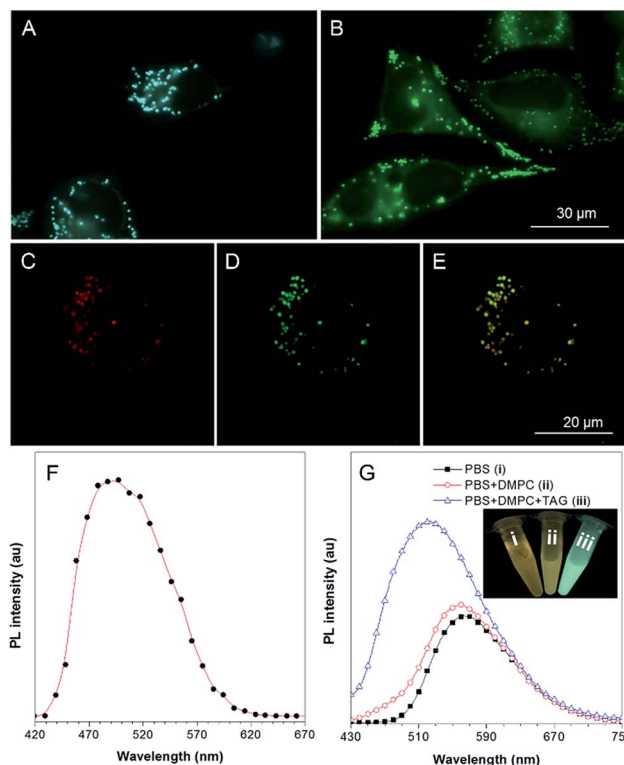 A
B
30 µm
C
D
E
20 µm
F
PL intensity (au)
420 470 520 570 620 670
Wavelength (nm)
G
PBS (i)
PBS+DMPC (ii)
PBS+DMPC+TAG (iii)
i ii iii
PL intensity (au)
430 510 590 670 75
Wavelength (nm)